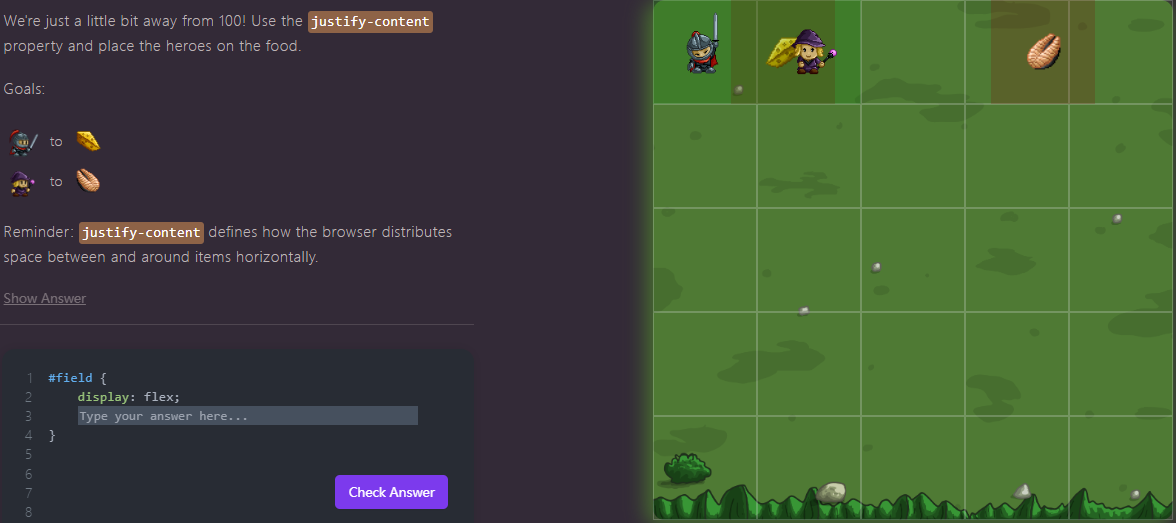 We're just a little bit away from 100! Use the justify-content
property and place the heroes on the food.
Goals:
to
to
Reminder: justify-content defines how the browser distributes
space between and around items horizontally.
Show Answer
1 #field {
2 display: flex;
3 Type your answer here...
4 }
5
6
7
8
Check Answer